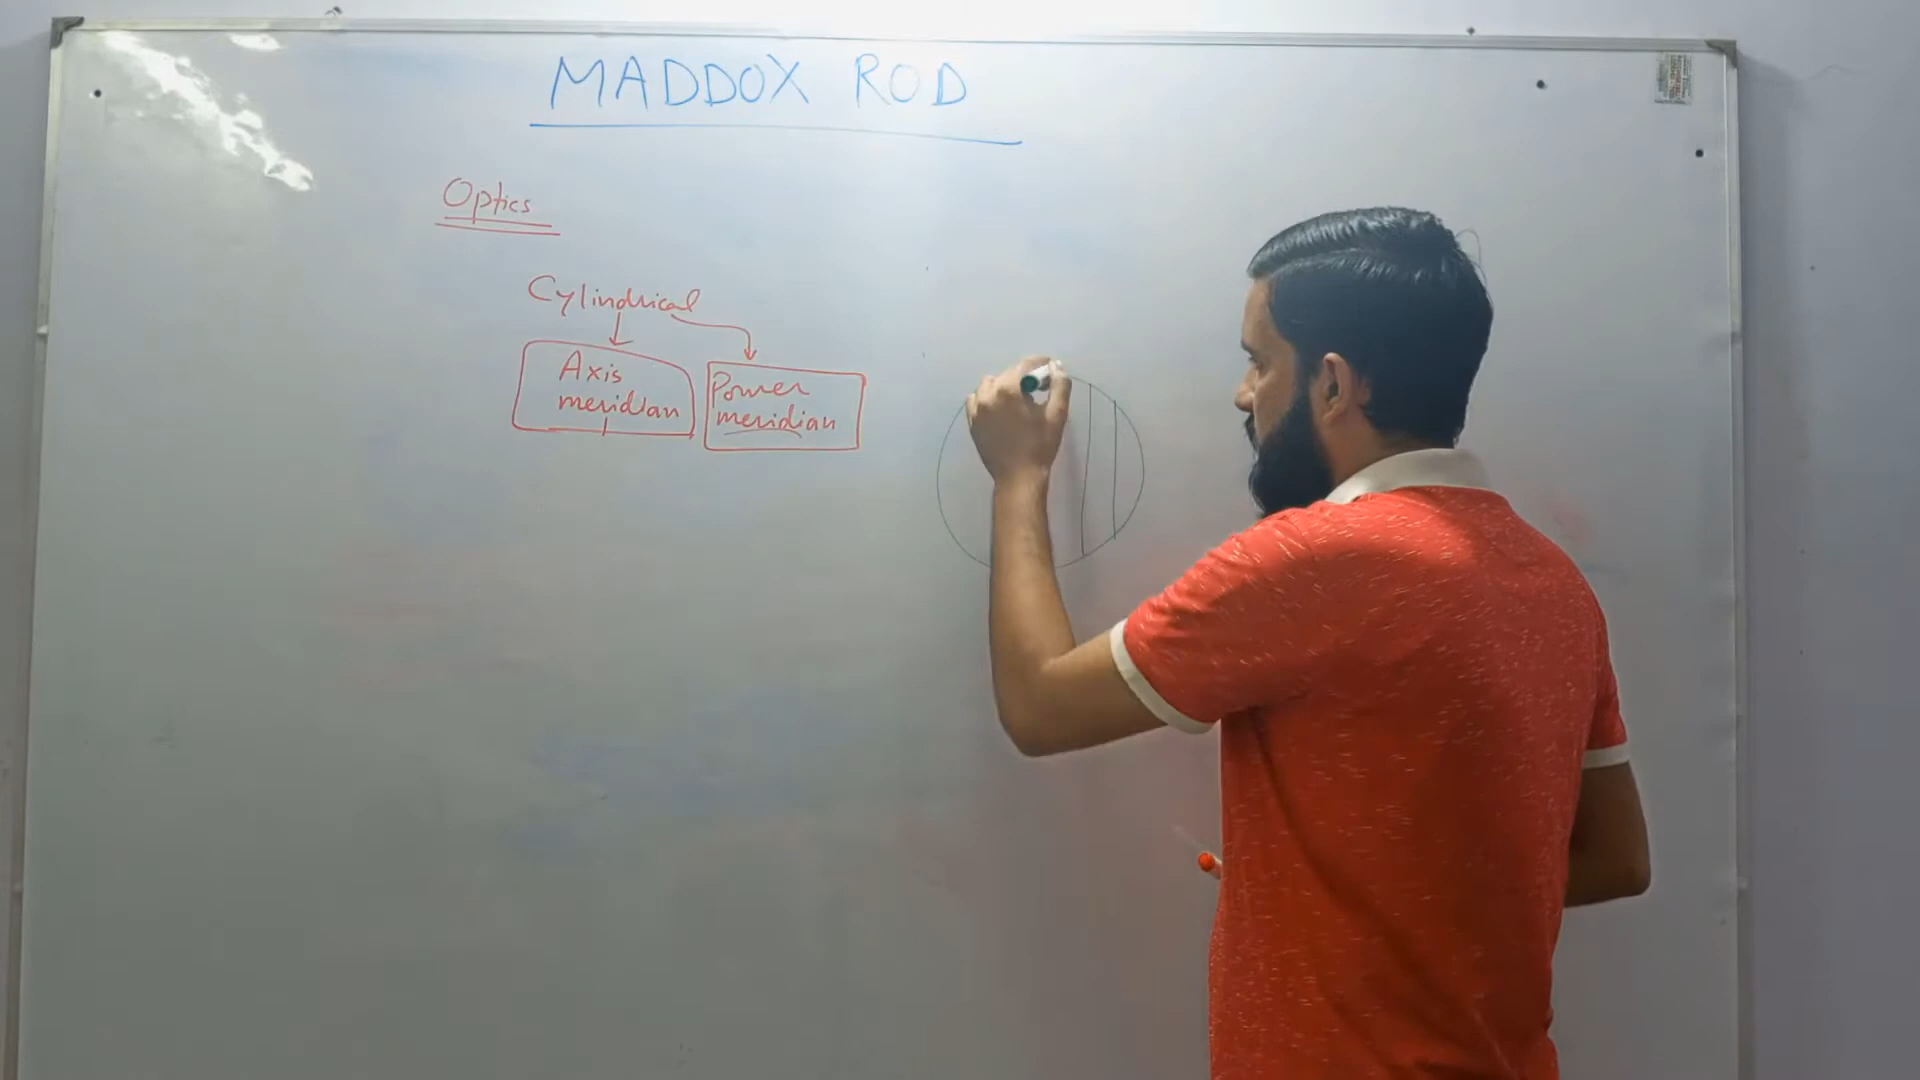 MADDOX ROD
Optics
Cylindrical
Axis
meridian
Power
meridian